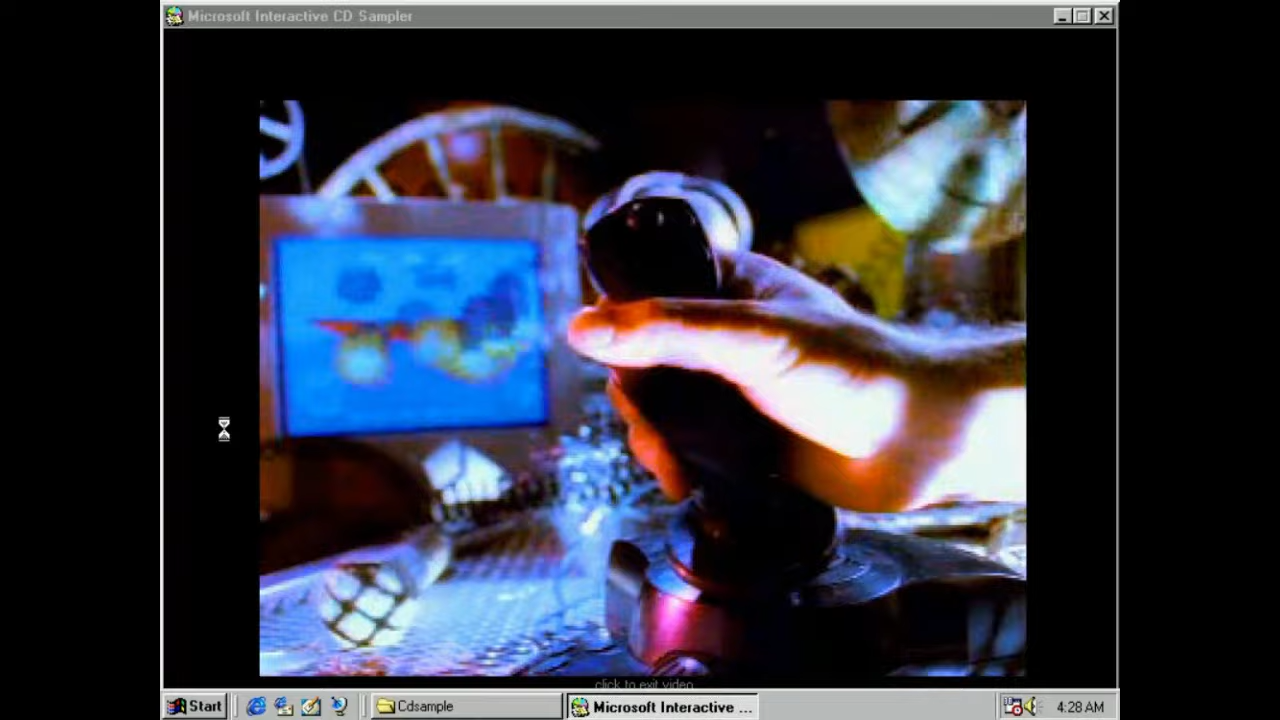 Microsoft Interactive CD Sampler
click to exit video
Start
Cdsample
Microsoft Interactive ...
4:28 AM